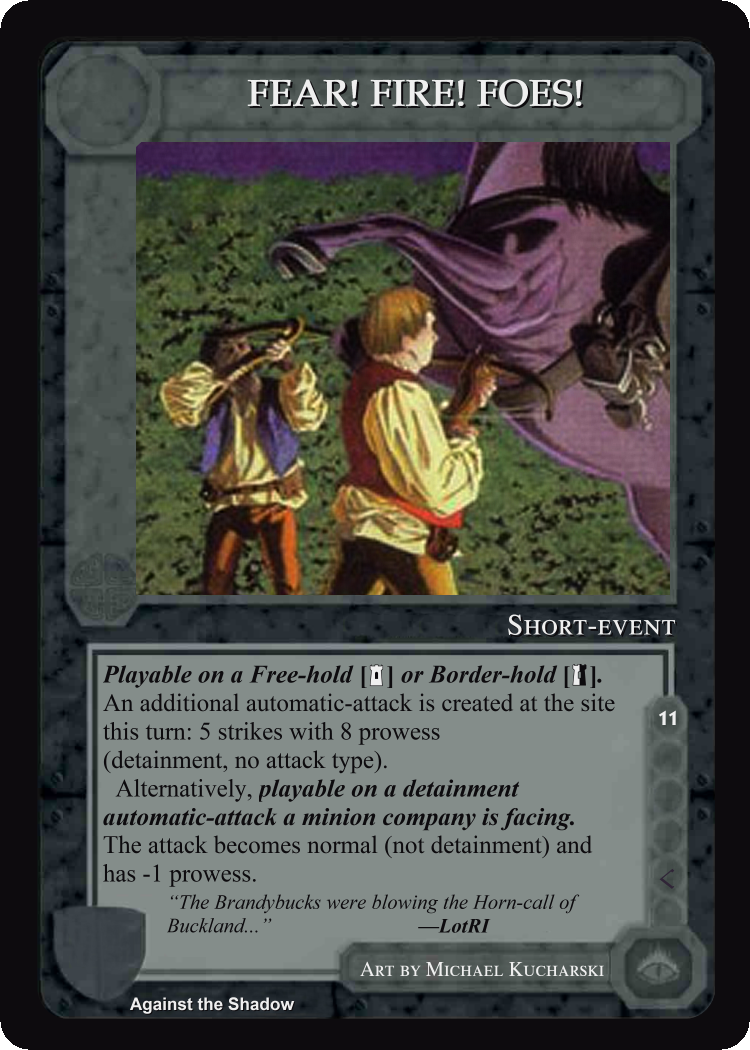 FEAR! FIRE! FOES!
SHORT-EVENT
Playable on a Free-hold [] or Border-hold [].
An additional automatic-attack is created at the site
this turn: 5 strikes with 8 prowess
(detainment, no attack type).
Alternatively, playable on a detainment
automatic-attack a minion company is facing.
The attack becomes normal (not detainment) and
has -1 prowess.
11
“The Brandybucks were blowing the Horn-call of
Buckland...” —LotRI
ART BY MICHAEL KUCHARSKI
Against the Shadow